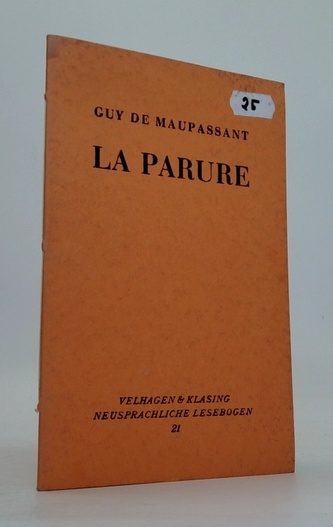 25
GUY DE MAUPASSANT
LA PARURE
VELHAGEN & KLASING
NEUSPRACHLICHE LESEBOGEN
21